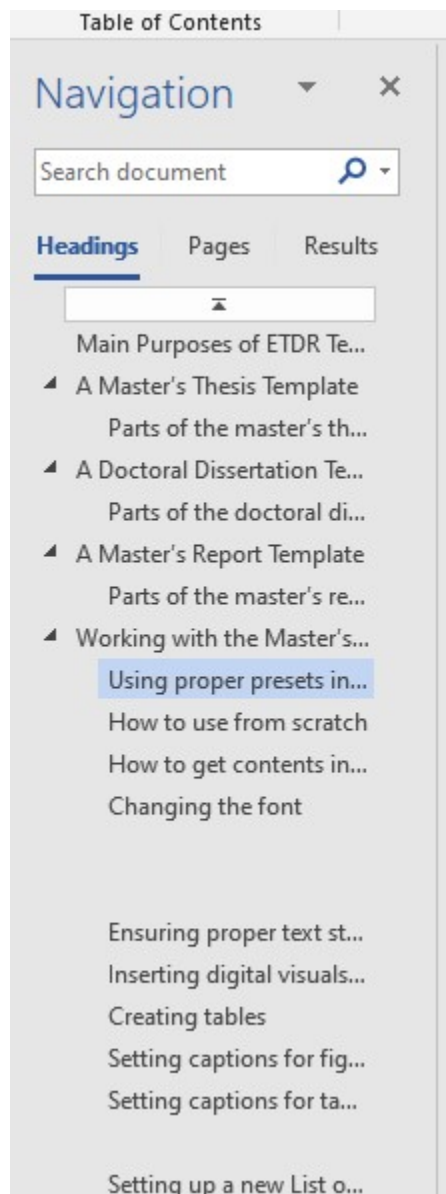 Table of Contents
Navigation
Search document
Headings Pages Results
Main Purposes of ETDR Te...
A Master's Thesis Template
Parts of the master's th...
A Doctoral Dissertation Te...
Parts of the doctoral di...
A Master's Report Template
Parts of the master's re...
Working with the Master's...
Using proper presets in...
How to use from scratch
How to get contents in...
Changing the font
Ensuring proper text st...
Inserting digital visuals...
Creating tables
Setting captions for fig...
Setting captions for ta...
Setting up a new List o...